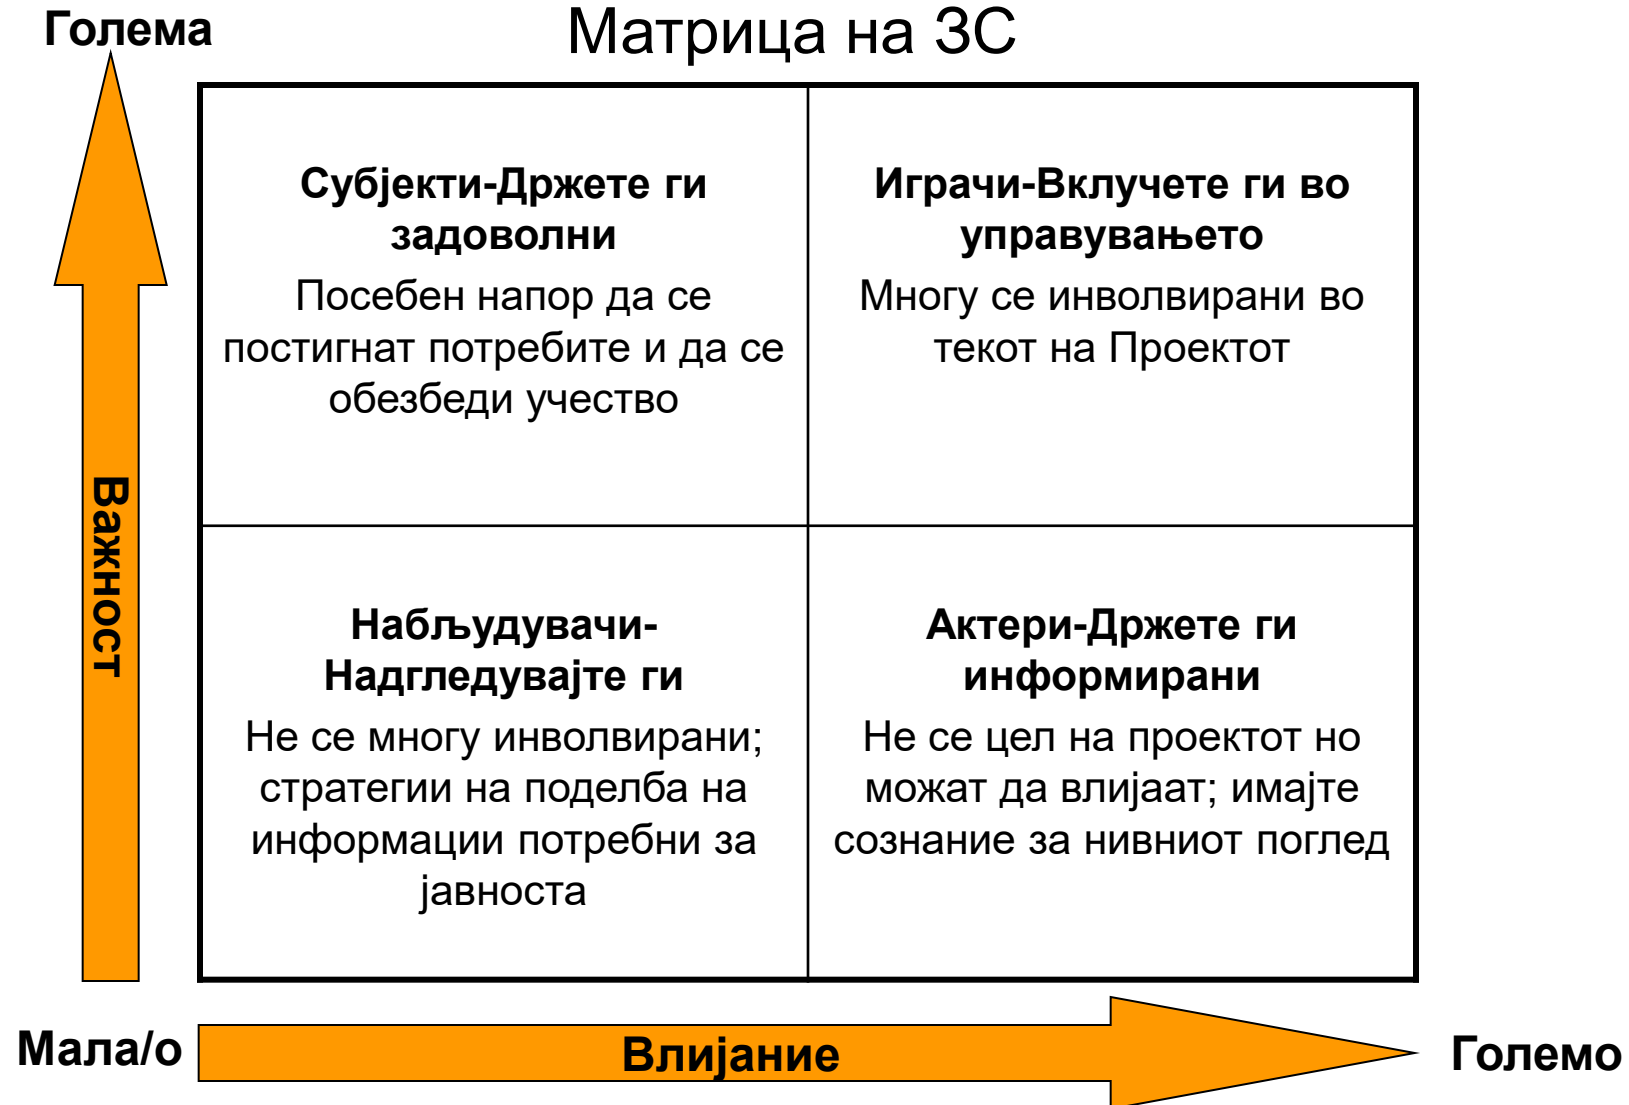 Голема
Матрица на ЗС
Субјекти-Држете ги
задоволни
Посебен напор да се
постигнат потребите и да се
обезбеди учество
Играчи-Вклучете ги во
управувањето
Многу се инволвирани во
текот на Проектот
Важност
Набљудувачи-
Надгледувајте ги
Не се многу инволвирани;
стратегии на поделба на
информации потребни за
јавноста
Актери-Држете ги
информирани
Не се цел на проектот но
можат да влијаат; имајте
сознание за нивниот поглед
Мала/о
Влијание
Големо